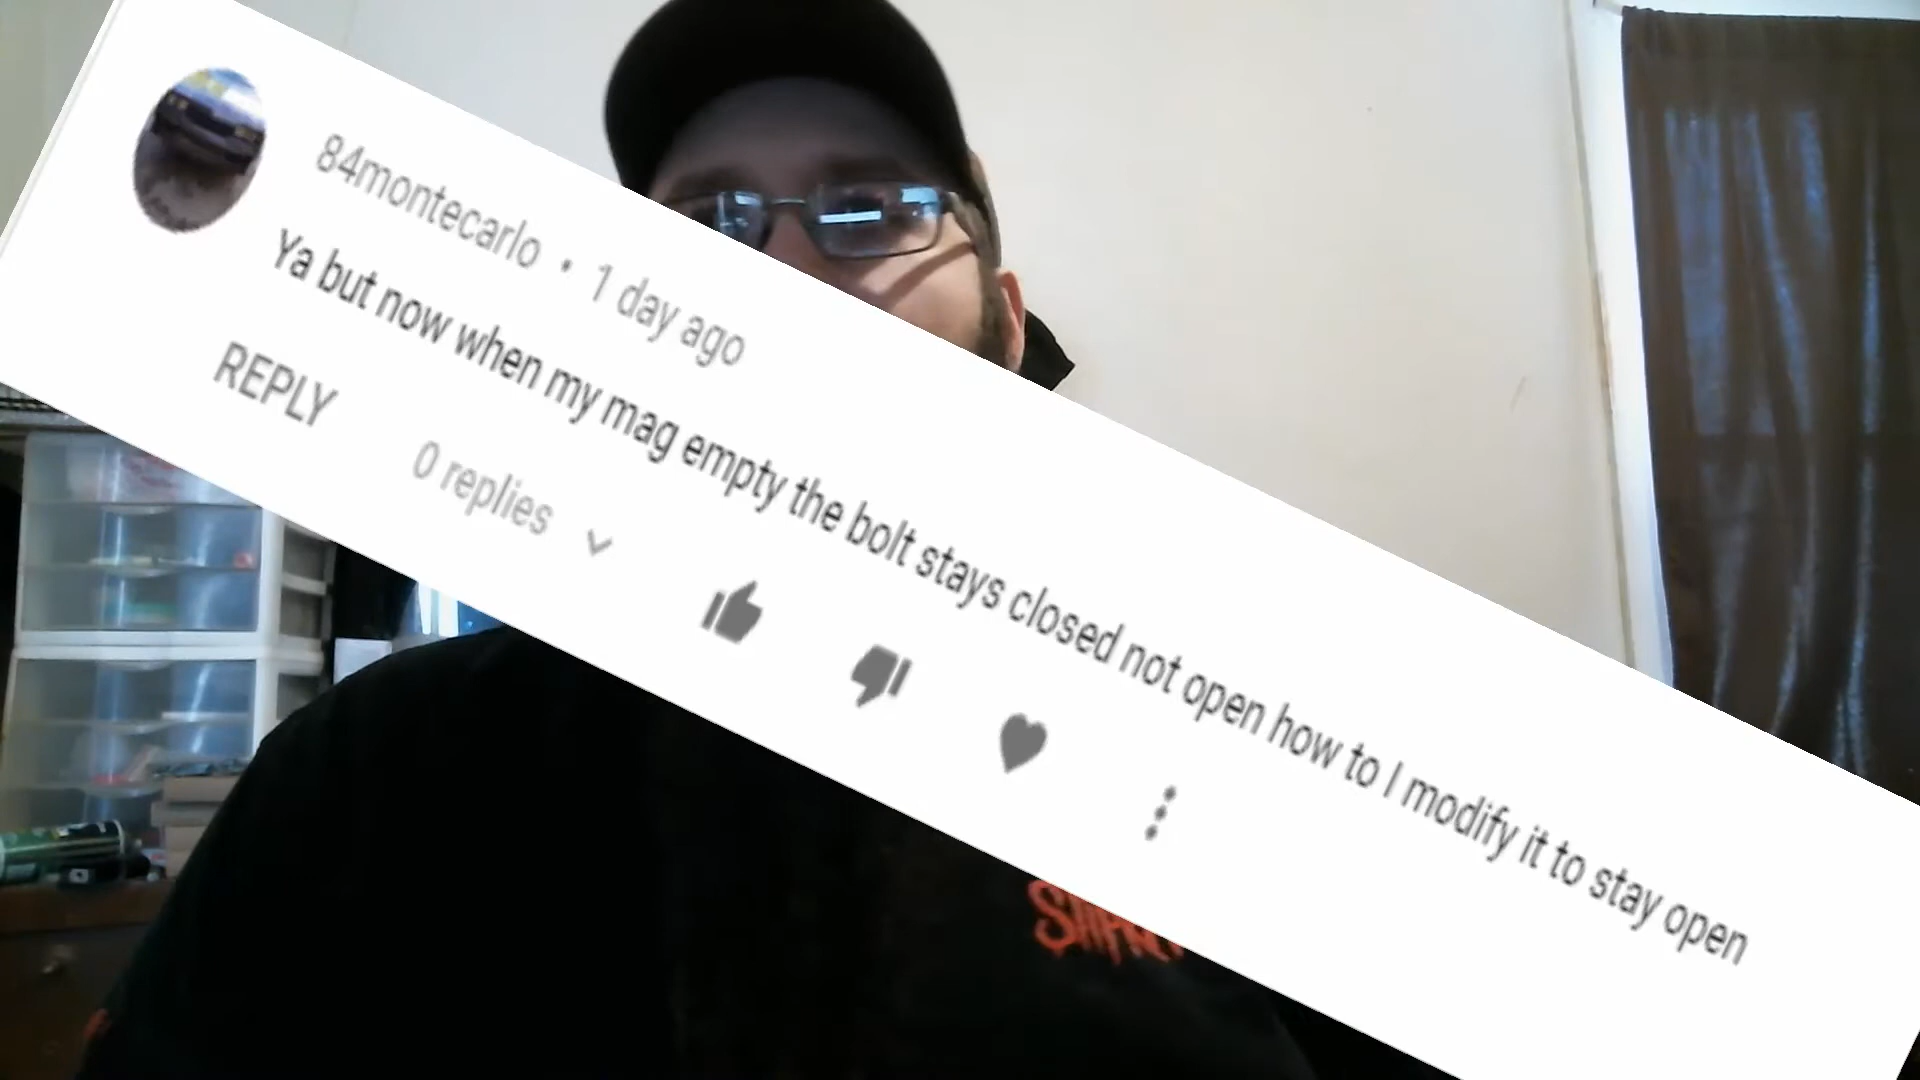 84montecarlo • 1 day ago
Ya but now when my mag empty the bolt stays closed not open how to I modify it to stay open
REPLY
0 replies